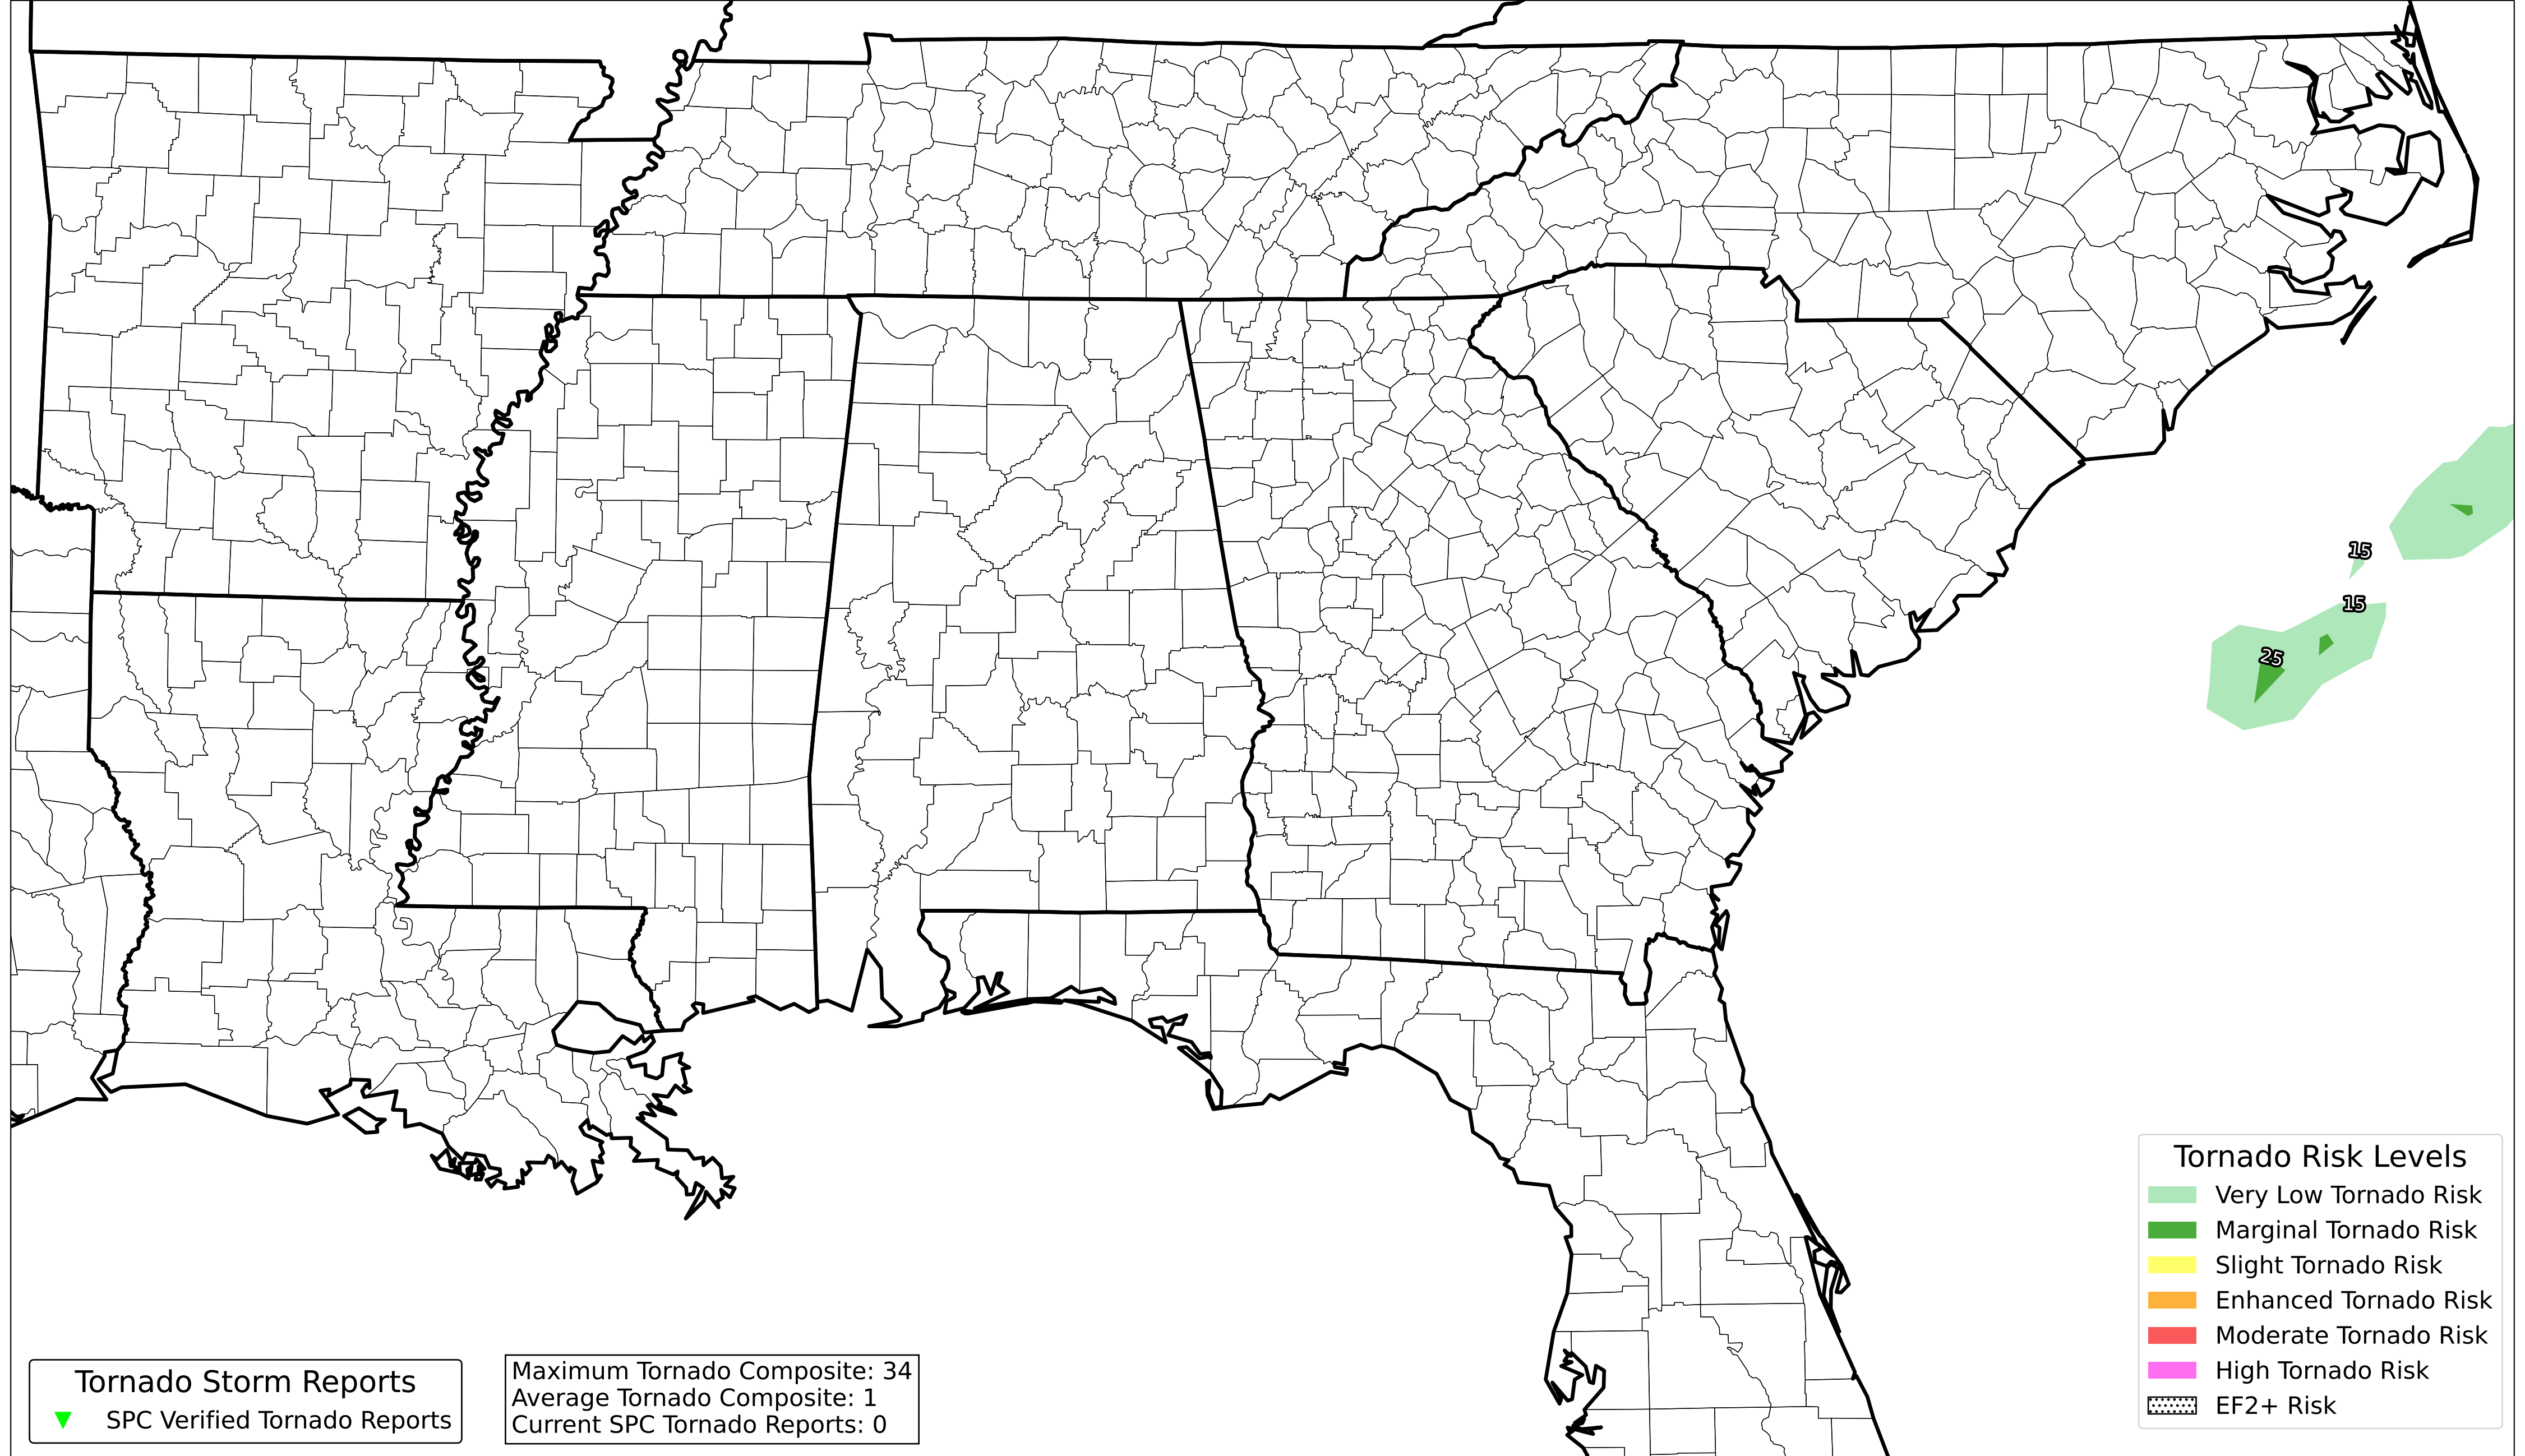 15
15
25
Tornado Risk Levels
Very Low Tornado Risk
Marginal Tornado Risk
Slight Tornado Risk
Enhanced Tornado Risk
Moderate Tornado Risk
High Tornado Risk
EF2+ Risk
Tornado Storm Reports
SPC Verified Tornado Reports
Maximum Tornado Composite: 34
Average Tornado Composite: 1
Current SPC Tornado Reports: 0